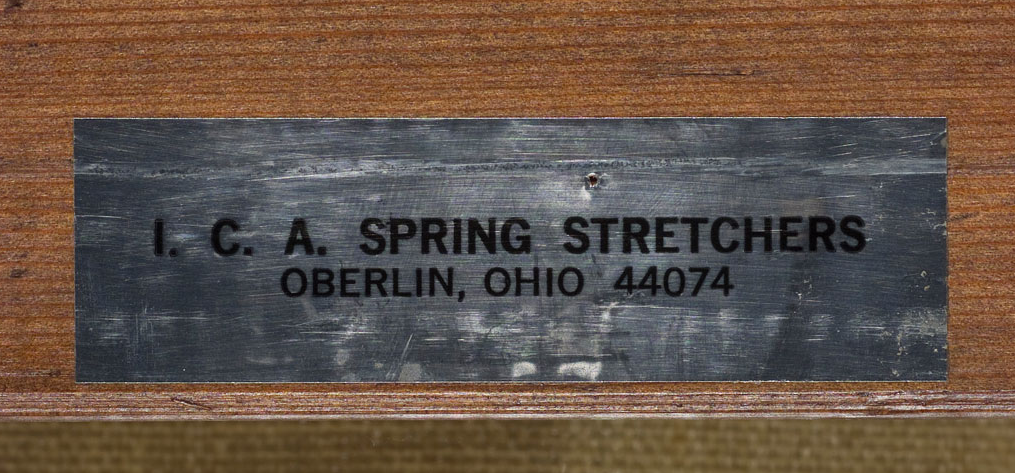 I. C. A. SPRING STRETCHERS
OBERLIN, OHIO 44074